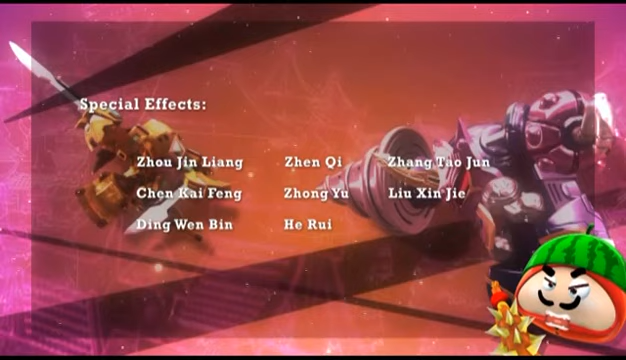 Special Effects:
Zhou Jin Liang Zhen Qi Zhang Tao Jun
Chen Kai Feng Zhong Yu Liu Xin Jie
Ding Wen Bin He Rui